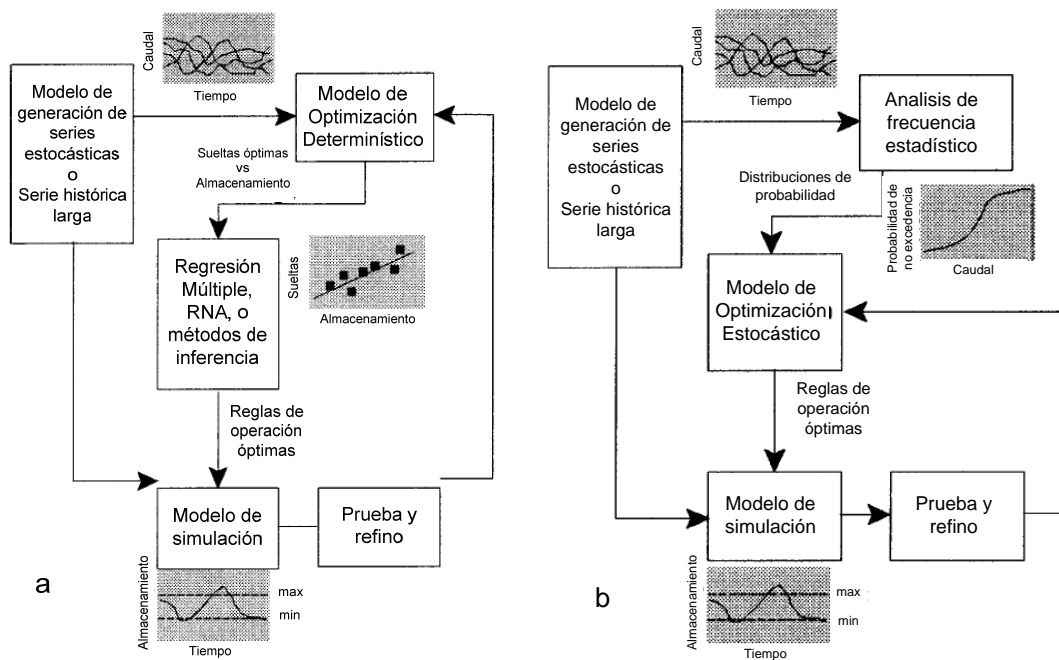 Caudal
Tiempo
Modelo de
generación de
series
estocásticas
o
Serie histórica
larga
Modelo de
Optimización
Determinístico
Sueltas óptimas
vs
Almacenamiento
Regresión
Múltiple,
RNA, o
métodos de
inferencia
Sueltas
Almacenamiento
Reglas de
operación
óptimas
Modelo de
simulación
Prueba y
refino
a
Almacenamiento
max
min
Tiempo
Caudal
Tiempo
Modelo de
generación de
series
estocásticas
o
Serie histórica
larga
Analisis de
frecuencia
estadístico
Distribuciones de
probabilidad
Probabilidad de
no excedencia
Caudal
Modelo de
Optimización
Estocástico
Reglas de
operación
óptimas
Modelo de
simulación
Prueba y
refino
b
Almacenamiento
max
min
Tiempo